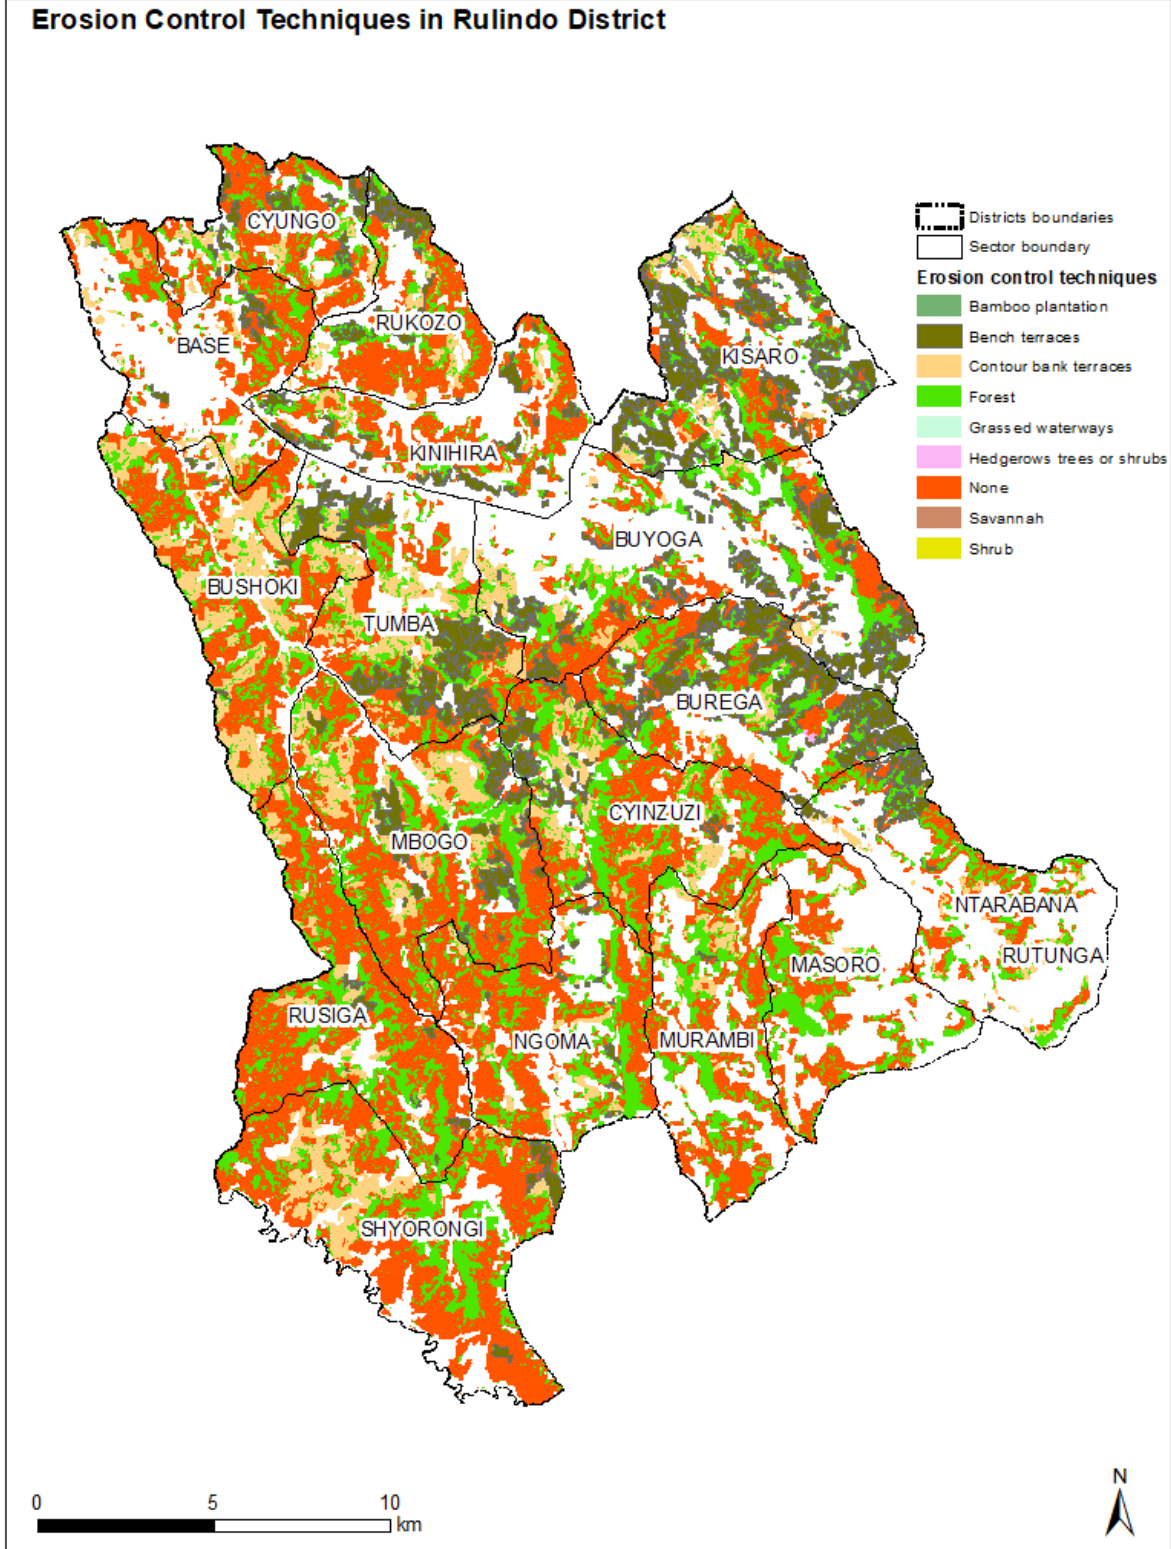 Erosion Control Techniques in Rulindo District
Districts boundaries
Sector boundary
Erosion control techniques
Bamboo plantation
Bench terraces
Contour bank terraces
Forest
Grassed waterways
Hedgerows trees or shrubs
None
Savannah
Shrub
CYUNGO
RUKOZO
BASE
KISARO
KINIHIRA
BUYOGA
BUSHOKI
TUMBA
BUREGA
CYINZUZI
MBOGO
NTARABANA
RUTUNGA
MASORO
RUSIGA
NGOMA
MURAMBI
SHYORONGI
0 5 10
km
N